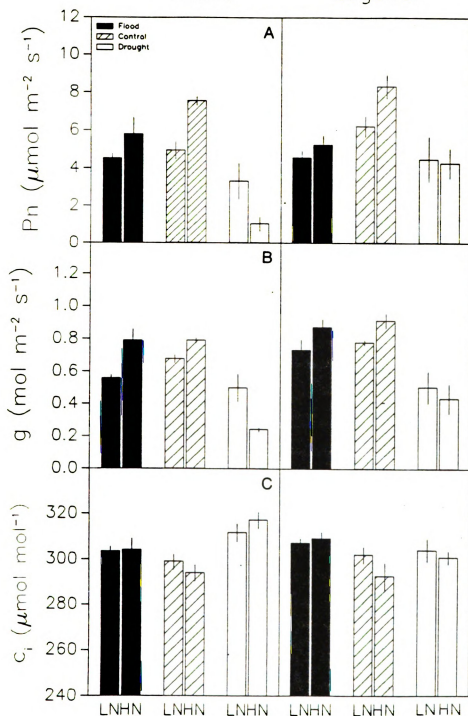 12
10
8
6
4
2
0
Pn (μmol m⁻² s⁻¹)
Flood
Control
Drought
A
1.2
1.0
0.8
0.6
0.4
0.2
0.0
g (mol m⁻² s⁻¹)
B
320
300
280
260
240
cᵢ (μmol mol⁻¹)
C
LNHN LNHN LNHN LNHN LNHN LNHN